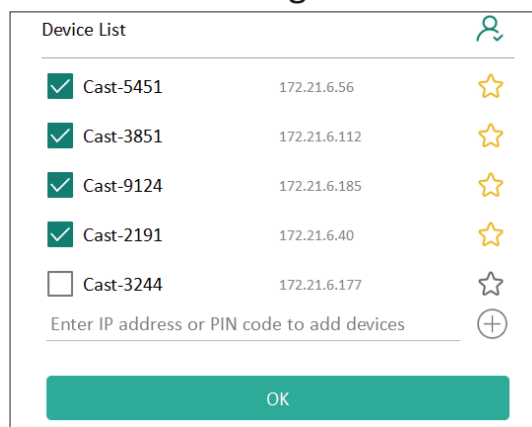 Device List
Cast-5451 172.21.6.56
Cast-3851 172.21.6.112
Cast-9124 172.21.6.185
Cast-2191 172.21.6.40
Cast-3244 172.21.6.177
Enter IP address or PIN code to add devices
OK